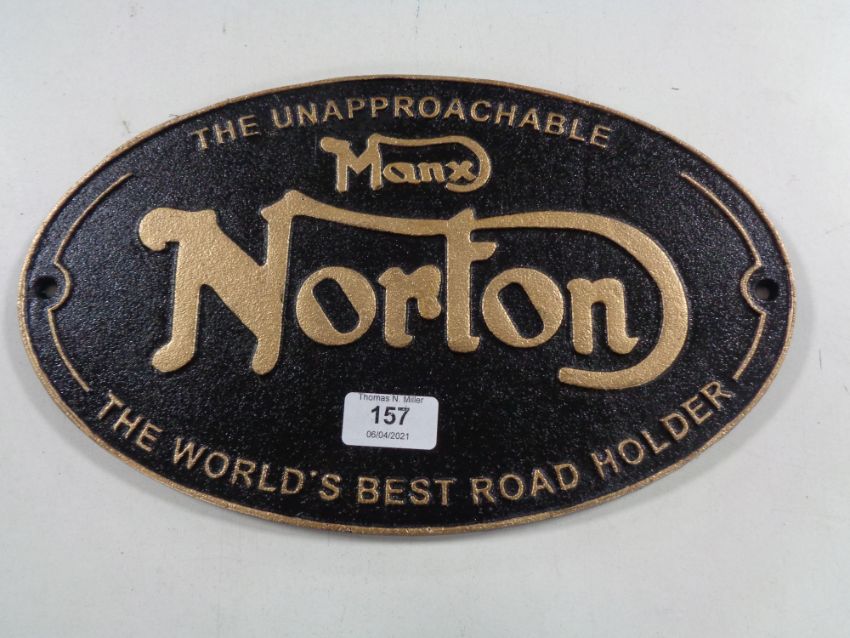 THE UNAPPROACHABLE
Manx
Norton
Thomas N. Miller
157
06/04/2021
THE WORLD'S BEST ROAD HOLDER